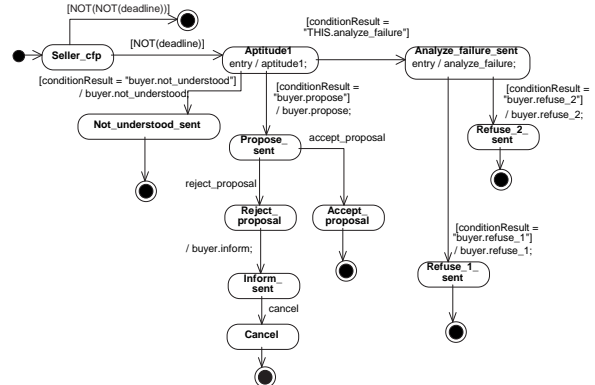 [NOT(NOT(deadline))]
Seller_cfp
[NOT(deadline)]
Aptitude1
entry / aptitude1;
[conditionResult =
"THIS.analyze_failure"]
Analyze_failure_sent
entry / analyze_failure;
[conditionResult = "buyer.not_understood"]
/ buyer.not_understood;
Not_understood_sent
[conditionResult =
"buyer.propose"]
/ buyer.propose;
[conditionResult =
"buyer.refuse_2"]
/ buyer.refuse_2;
Refuse_2_
sent
Propose_
sent
accept_proposal
reject_proposal
Reject_
proposal
Accept_
proposal
/ buyer.inform;
[conditionResult =
"buyer.refuse_1"]
/ buyer.refuse_1;
Refuse_1_
sent
Inform_
sent
cancel
Cancel